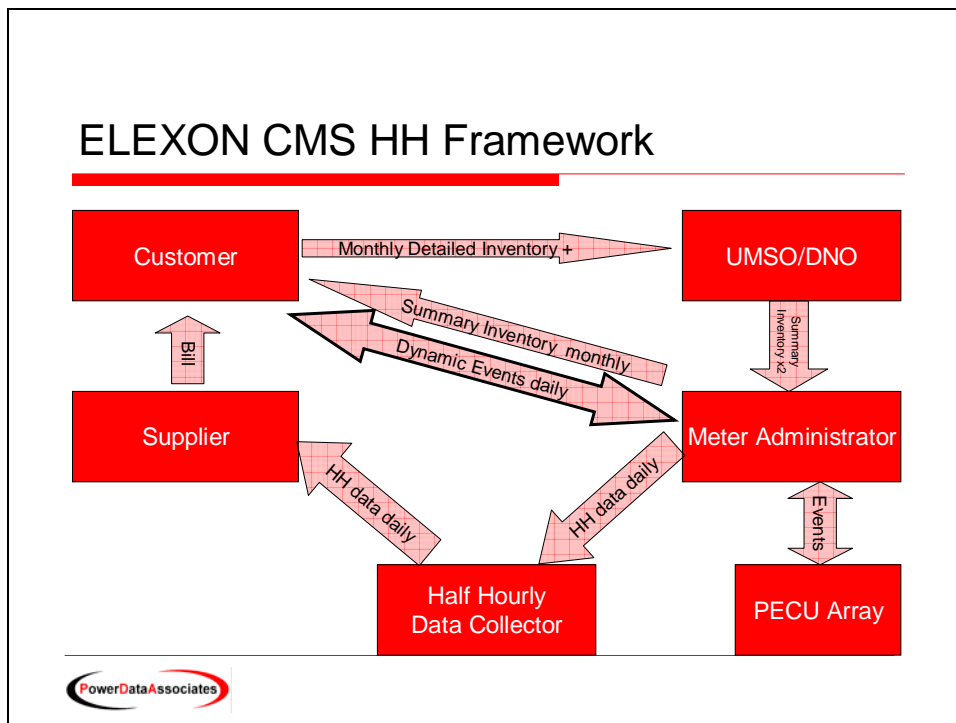 ELEXON CMS HH Framework
Customer
Monthly Detailed Inventory +
UMSO/DNO
Summary Inventory monthly
Dynamic Events daily
Summary
Inventory x2
Bill
Supplier
Meter Administrator
HH data daily
HH data daily
Events
Half Hourly
Data Collector
PECU Array
PowerDataAssociates